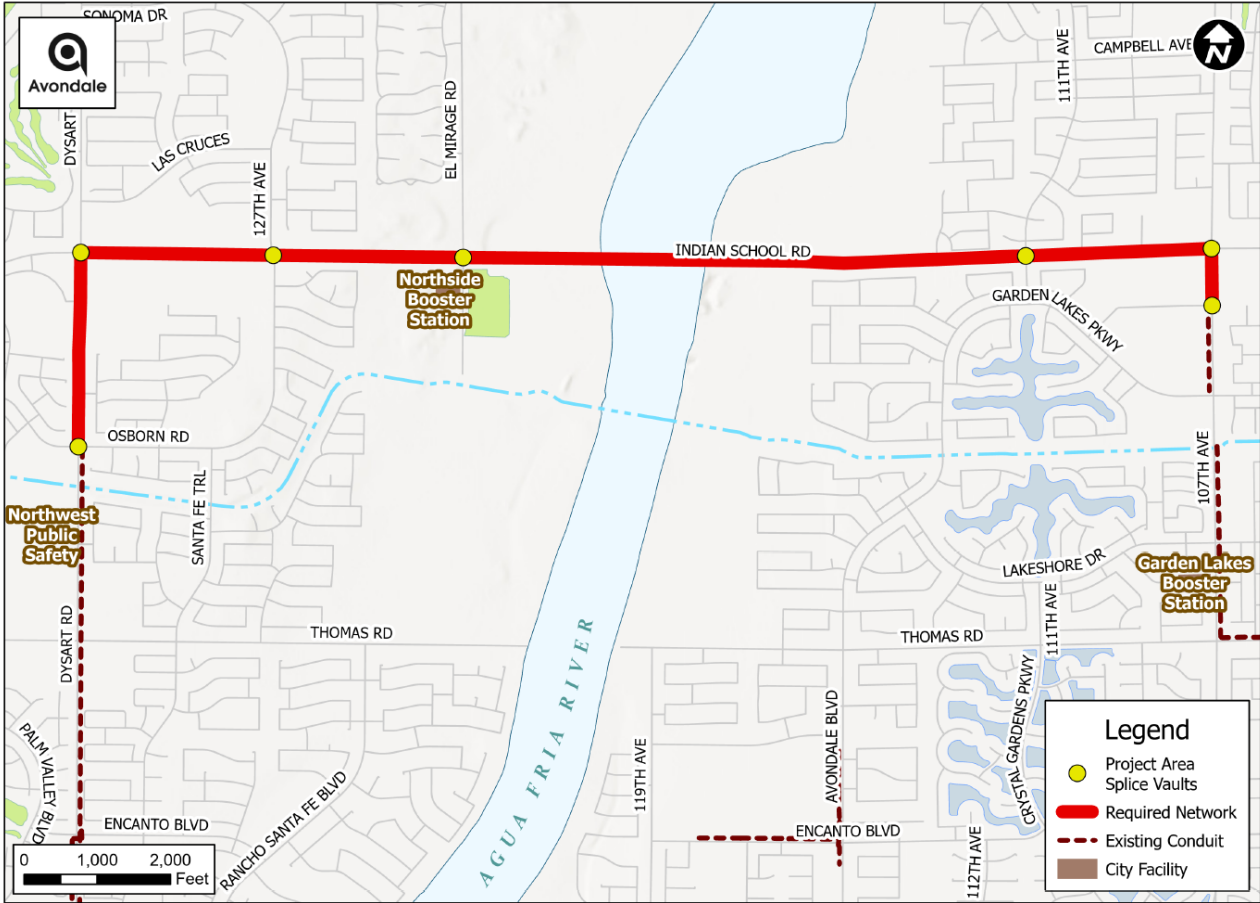 SONOMA DR
Avondale
N
CAMPBELL AVE
111TH AVE
DYSART
LAS CRUCES
EL MIRAGE RD
127TH AVE
INDIAN SCHOOL RD
Northside
Booster
Station
GARDEN LAKES PKWY
OSBORN RD
SANTA FE TRL
107TH AVE
Northwest
Public
Safety
LAKESHORE DR
Garden Lakes
Booster
Station
111TH AVE
DYSART RD
THOMAS RD
THOMAS RD
AGUA FRIA RIVER
CRYSTAL GARDENS PKWY
AVONDALE BLVD
119TH AVE
PALM VALLEY BLVD
ENCANTO BLVD
RANCHO SANTA FE BLVD
ENCANTO BLVD
112TH AVE
Legend
Project Area
Splice Vaults
Required Network
Existing Conduit
City Facility
0 1,000 2,000
Feet